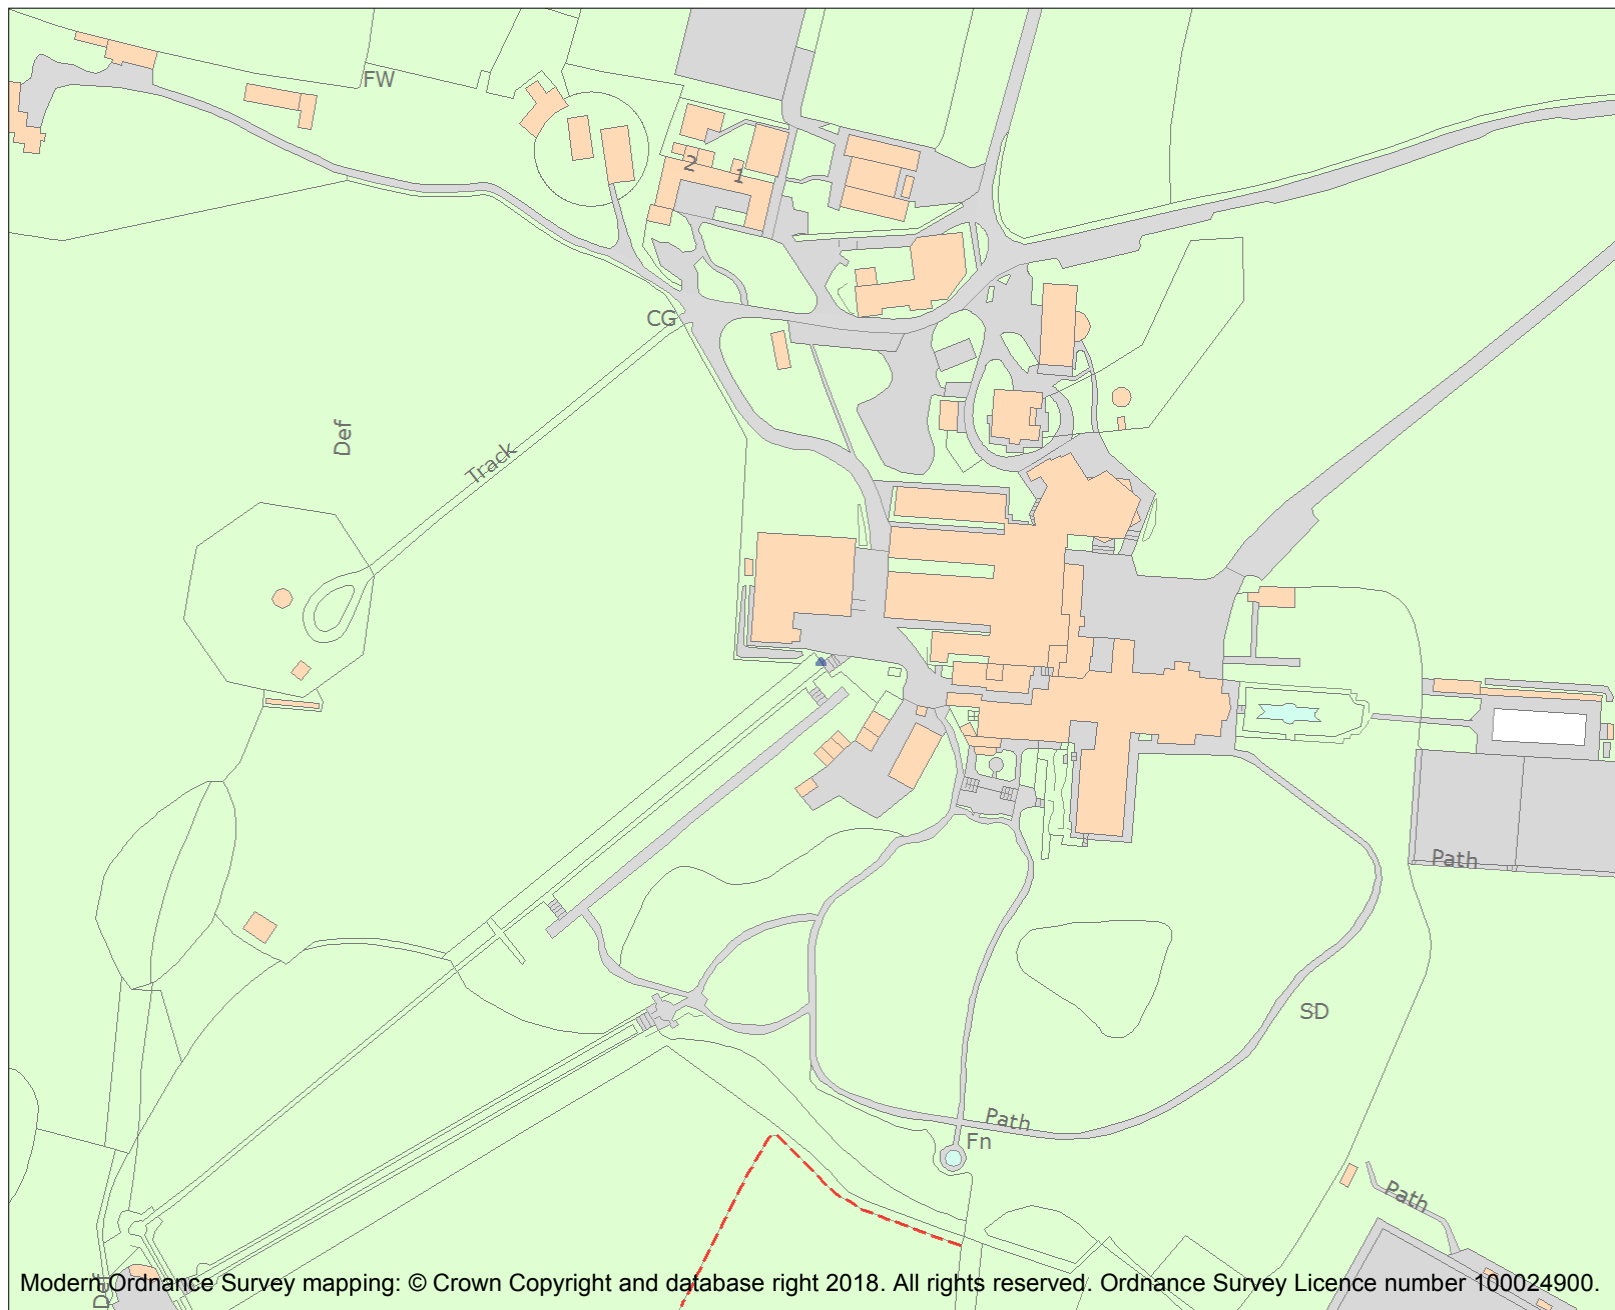 FW
2
1
CG
Def
Track
Path
SD
Path
Fn
Path
Def
Modern Ordnance Survey mapping: © Crown Copyright and database right 2018. All rights reserved. Ordnance Survey Licence number 100024900.